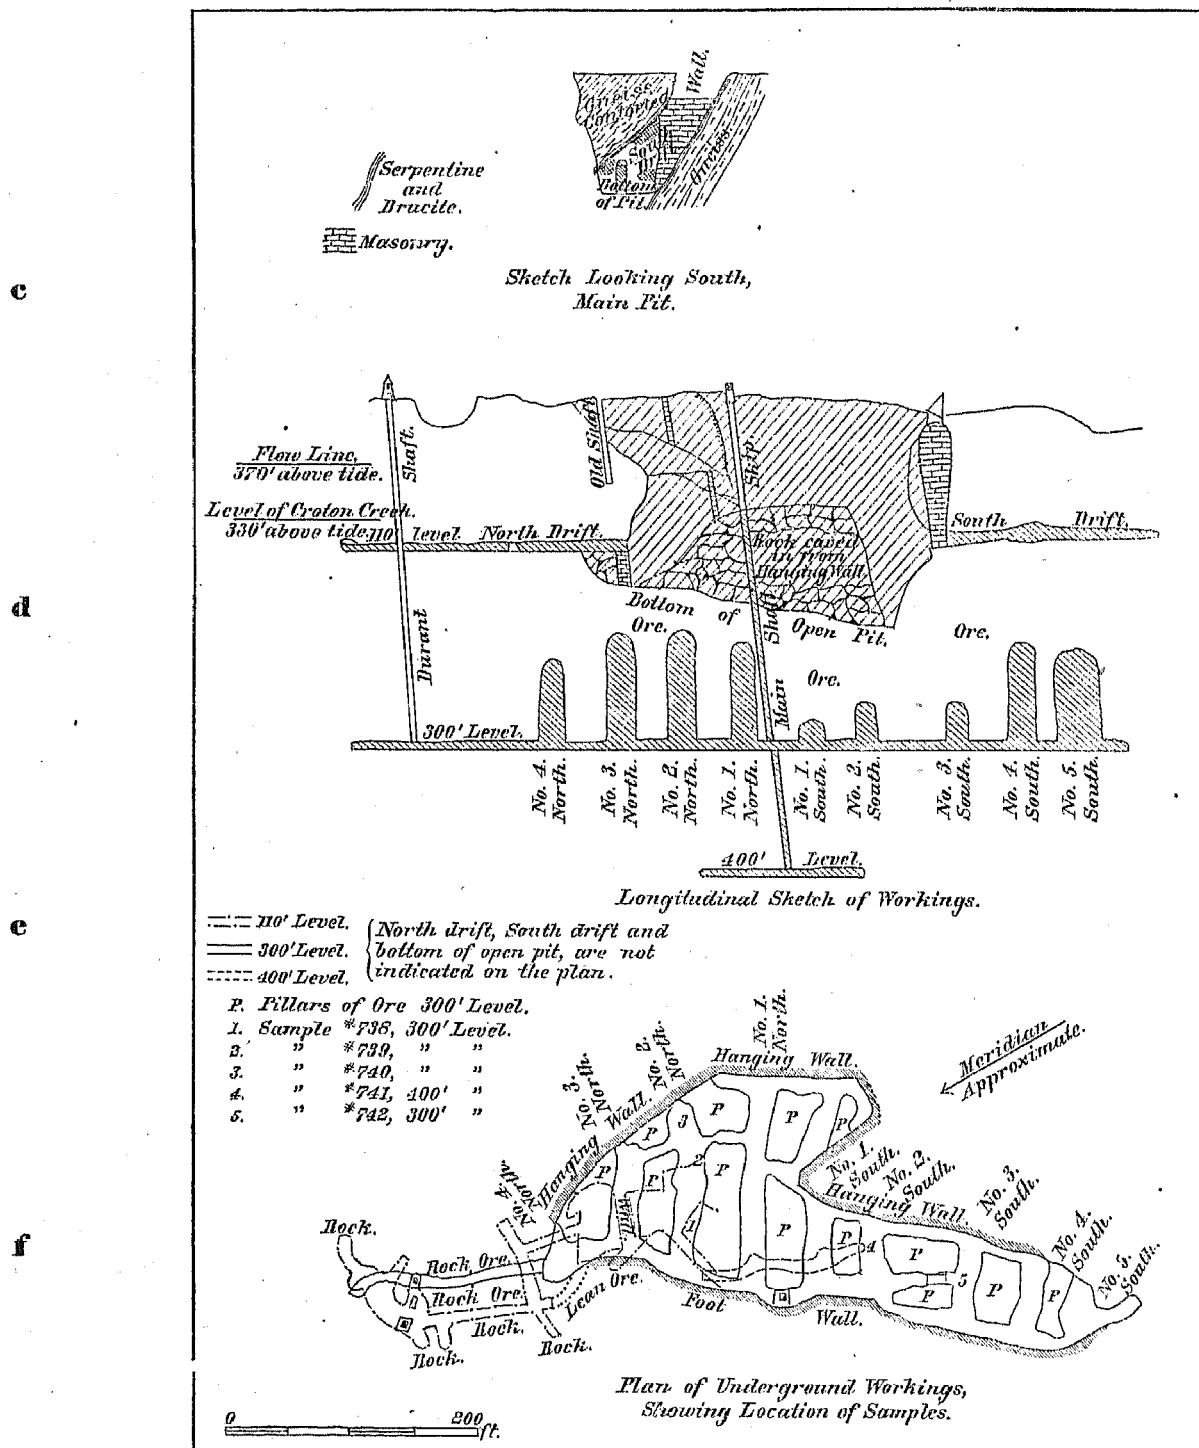 Wall.
Gneiss
Contorted
South
Dr.
Gneiss.
Bottom
of Pit.
Serpentine
and
Brucite.
Masonry.
c
Sketch Looking South,
Main Pit.
Shaft.
Old Shaft
Skip.
Flow Line,
370' above tide.
Level of Croton Creek.
330' above tide.
110' level North Drift.
South Drift.
Rock caved
in from
Hanging Wall.
d
Bottom of Open Pit.
Ore.
Ore.
Ore.
Durant
Main Shaft
300' Level.
No. 4. North.
No. 3. North.
No. 2. North.
No. 1. North.
No. 1. South.
No. 2. South.
No. 3. South.
No. 4. South.
No. 5. South.
400' Level.
Longitudinal Sketch of Workings.
e
110' Level.
300' Level.
400' Level.
North drift, South drift and
bottom of open pit, are not
indicated on the plan.
P. Pillars of Ore 300' Level.
1. Sample #738, 300' Level.
2. " #739, " "
3. " #740, " "
4. " #741, 400' "
5. " #742, 300' "
Meridian
Approximate.
No. 1. North.
No. 2. North.
No. 3. North.
No. 4. North.
Hanging Wall.
Hanging Wall.
P P P P P
3
2
No. 1. South.
No. 2. South.
Hanging Wall.
No. 3. South.
No. 4. South.
No. 5. South.
P P P P P P P
1
4
5
P
f
Rock.
Rock Ore.
Rock Ore.
Rock.
Rock.
Rock.
Lean Ore.
Foot Wall.
Plan of Underground Workings,
Showing Location of Samples.
0 200
ft.